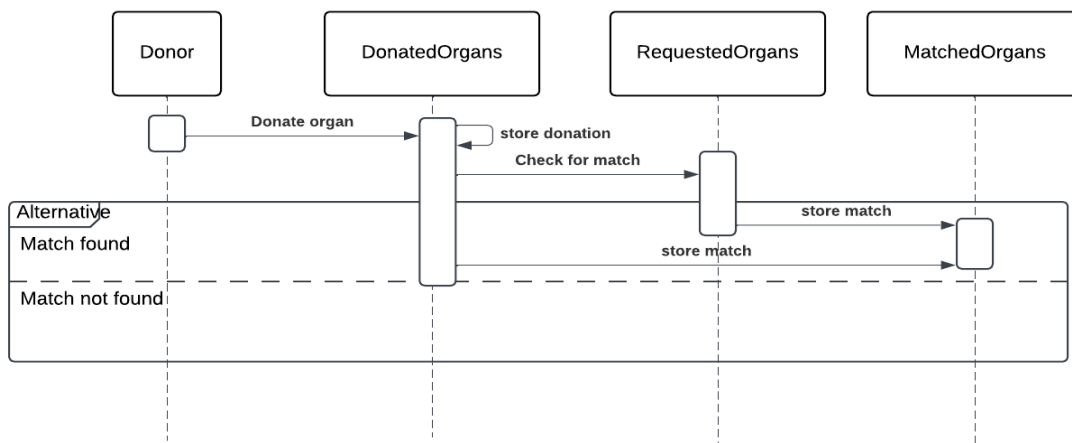 Donor
DonatedOrgans
RequestedOrgans
MatchedOrgans
Donate organ
store donation
Check for match
Alternative
store match
Match found
store match
Match not found